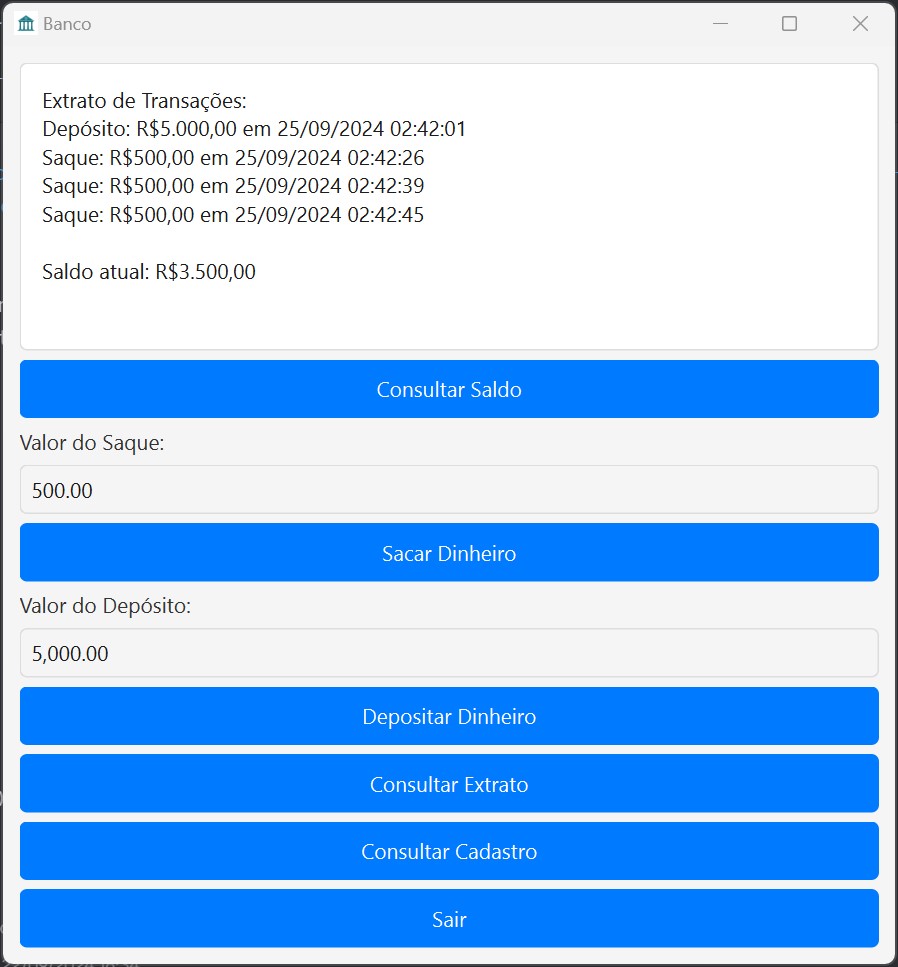 Banco
Extrato de Transações:
Depósito: R$5.000,00 em 25/09/2024 02:42:01
Saque: R$500,00 em 25/09/2024 02:42:26
Saque: R$500,00 em 25/09/2024 02:42:39
Saque: R$500,00 em 25/09/2024 02:42:45
Saldo atual: R$3.500,00
Consultar Saldo
Valor do Saque:
500.00
Sacar Dinheiro
Valor do Depósito:
5,000.00
Depositar Dinheiro
Consultar Extrato
Consultar Cadastro
Sair